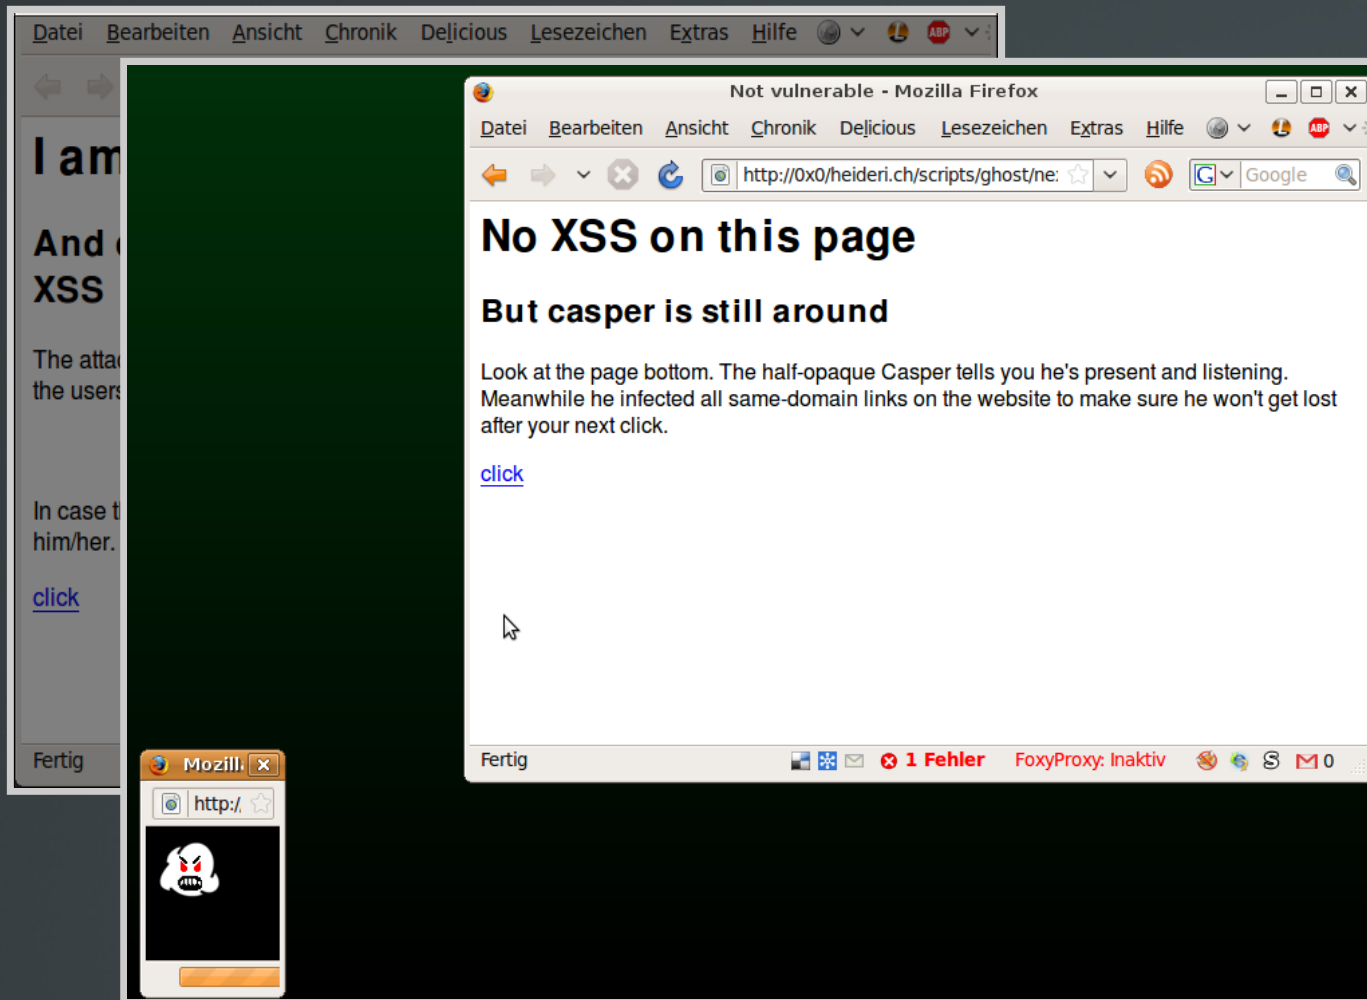 Datei Bearbeiten Ansicht Chronik Delicious Lesezeichen Extras Hilfe ABP
I am
And
XSS
The
the users
In case
him/her.
click
Fertig
Not vulnerable - Mozilla Firefox
Datei Bearbeiten Ansicht Chronik Delicious Lesezeichen Extras Hilfe ABP
http://0x0/heideri.ch/scripts/ghost/ne: G Google
No XSS on this page
But casper is still around
Look at the page bottom. The half-opaque Casper tells you he's present and listening.
Meanwhile he infected all same-domain links on the website to make sure he won't get lost
after your next click.
click
Fertig 1 Fehler FoxyProxy: Inaktiv S 0
Mozill
http:/